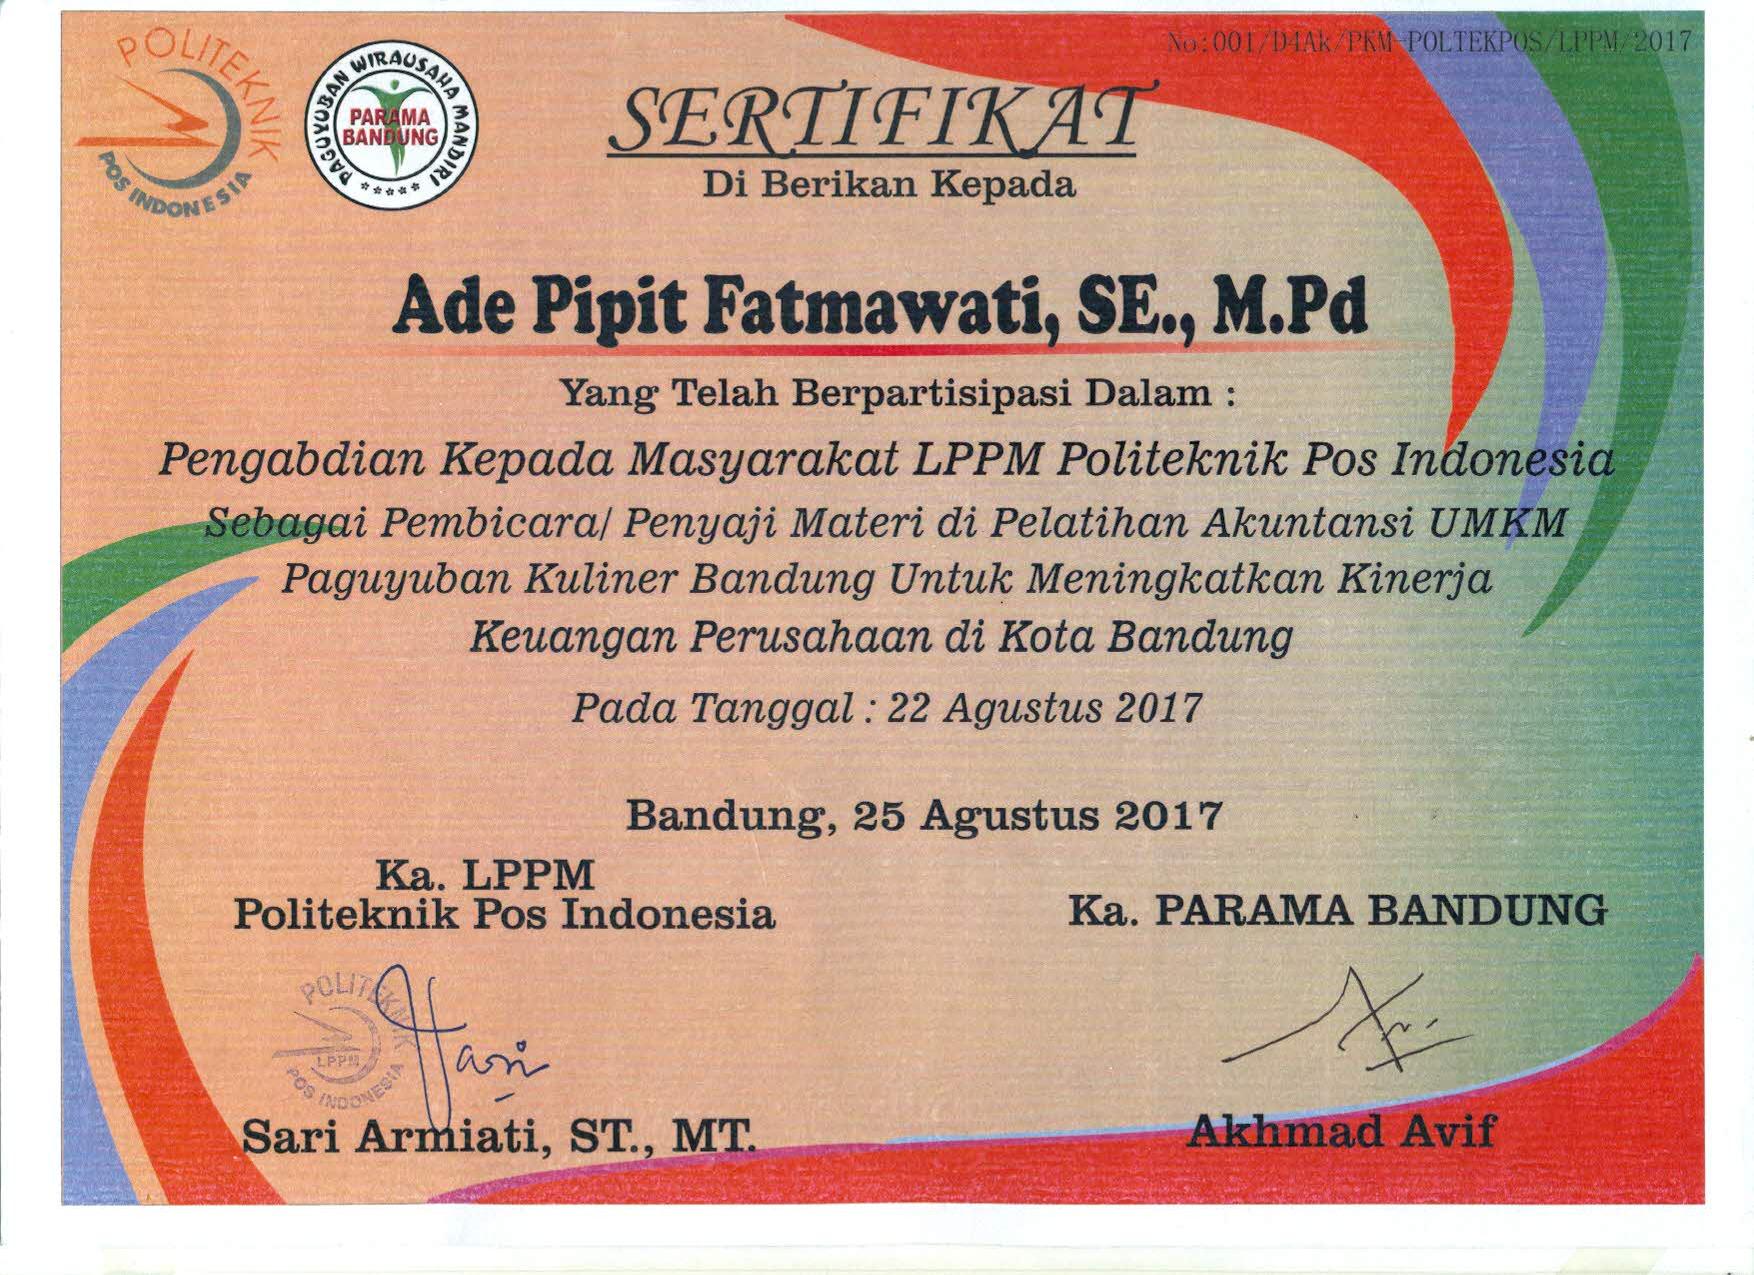 No:001/D4Ak/PKM-POLTEKPOS/LPPM/2017
POLITEKNIK
POS INDONESIA
PAGUYUBAN WIRAUSAHA MANDIRI
PARAMA
BANDUNG
SERTIFIKAT
Di Berikan Kepada
Ade Pipit Fatmawati, SE., M.Pd
Yang Telah Berpartisipasi Dalam :
Pengabdian Kepada Masyarakat LPPM Politeknik Pos Indonesia
Sebagai Pembicara/ Penyaji Materi di Pelatihan Akuntansi UMKM
Paguyuban Kuliner Bandung Untuk Meningkatkan Kinerja
Keuangan Perusahaan di Kota Bandung
Pada Tanggal : 22 Agustus 2017
Bandung, 25 Agustus 2017
Ka. LPPM
Politeknik Pos Indonesia
Ka. PARAMA BANDUNG
POLITEKNIK
LPPM
POS INDONESIA
Sari Armiati, ST., MT.
Akhmad Avif